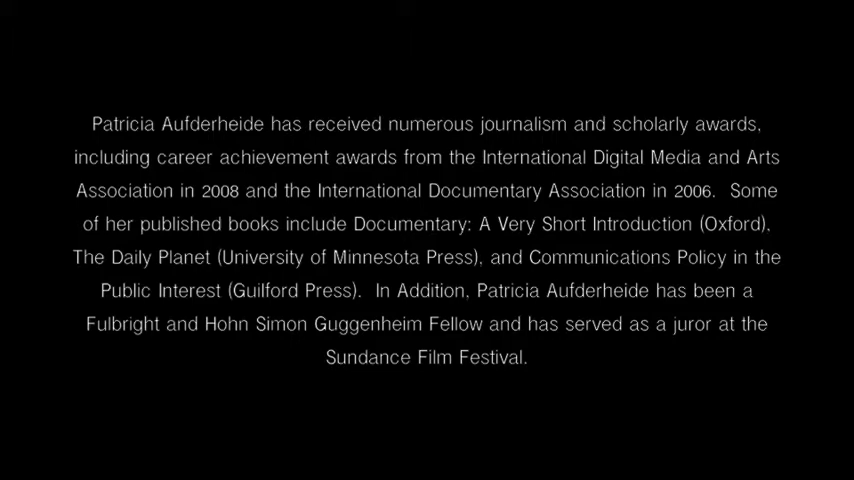 Patricia Aufderheide has received numerous journalism and scholarly awards,
including career achievement awards from the International Digital Media and Arts
Association in 2008 and the International Documentary Association in 2006.  Some
of her published books include Documentary: A Very Short Introduction (Oxford),
The Daily Planet (University of Minnesota Press), and Communications Policy in the
Public Interest (Guilford Press).  In Addition, Patricia Aufderheide has been a
Fulbright and Hohn Simon Guggenheim Fellow and has served as a juror at the
Sundance Film Festival.